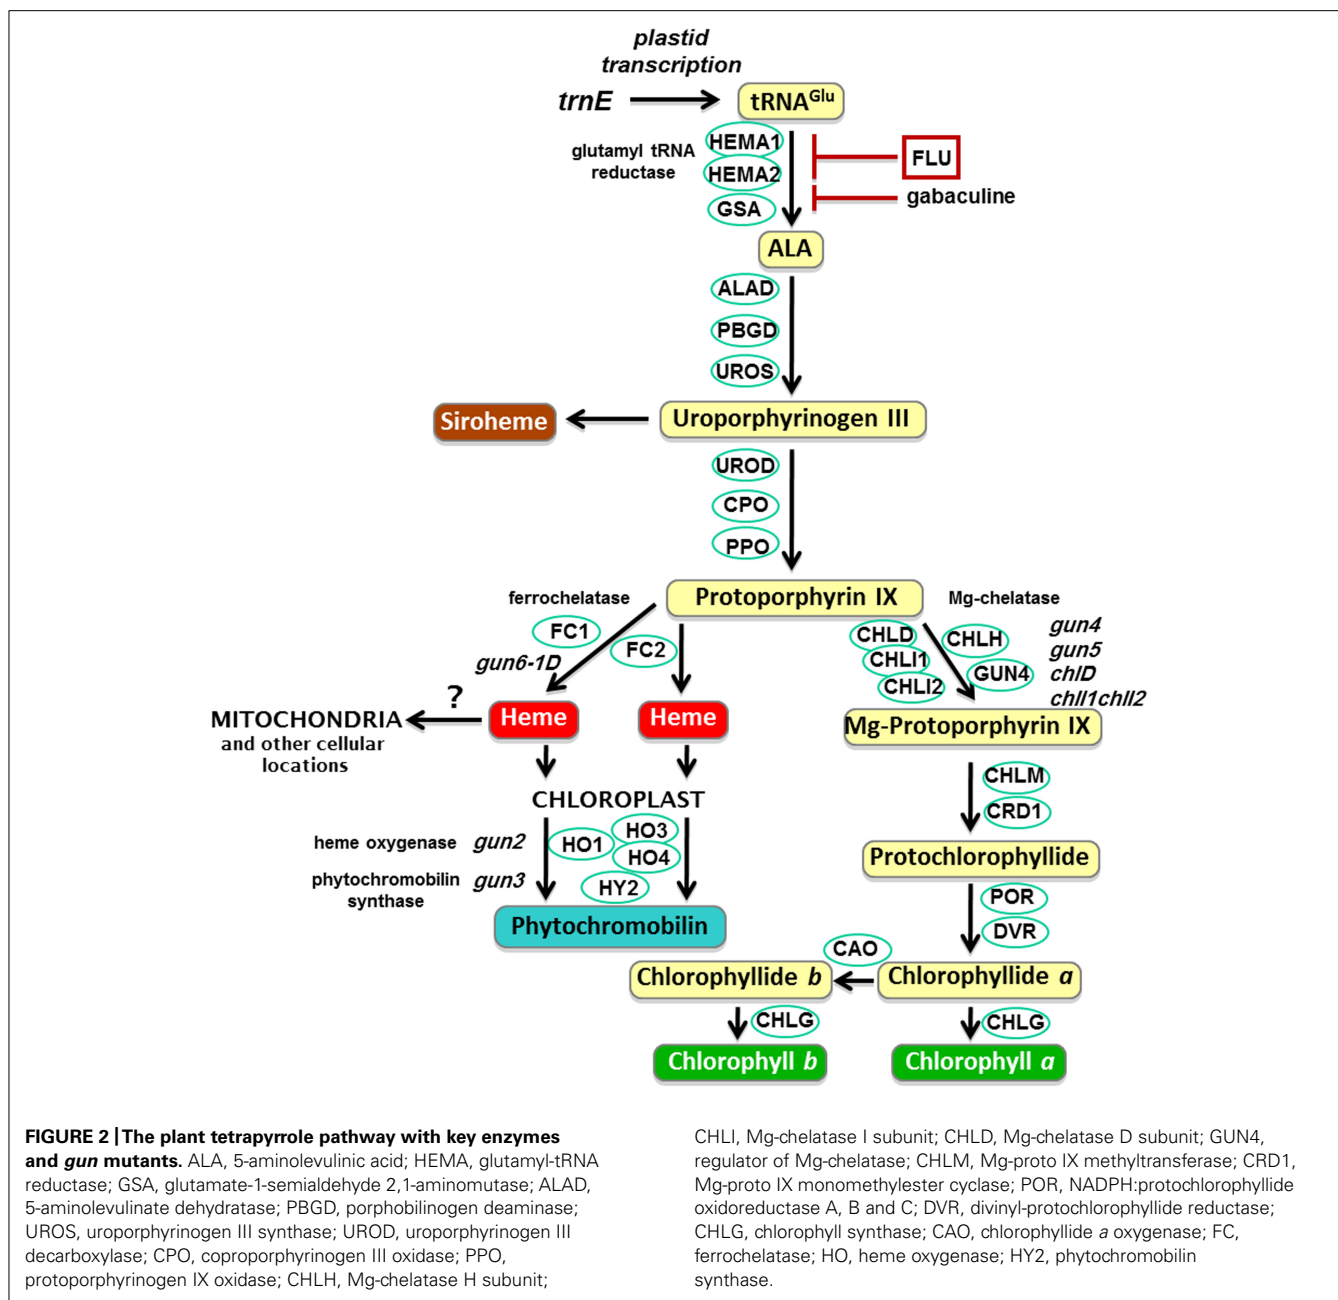 plastid
transcription
trnE
tRNAGlu
HEMA1
glutamyl tRNA
reductase
HEMA2
FLU
GSA
gabaculine
ALA
ALAD
PBGD
UROS
Siroheme
Uroporphyrinogen III
UROD
CPO
PPO
ferrochelatase
Protoporphyrin IX
Mg-chelatase
FC1
FC2
CHLD
CHLI1
CHLI2
CHLH
GUN4
gun4
gun5
chlD
chlI1chlI2
gun6-1D
?
MITOCHONDRIA
and other cellular
locations
Heme
Heme
Mg-Protoporphyrin IX
CHLOROPLAST
CHLM
CRD1
heme oxygenase
gun2
HO1
HO3
HO4
phytochromobilin
synthase
gun3
HY2
Protochlorophyllide
Phytochromobilin
POR
DVR
CAO
Chlorophyllide b
Chlorophyllide a
CHLG
CHLG
Chlorophyll b
Chlorophyll a
FIGURE 2 | The plant tetrapyrrole pathway with key enzymes
and gun mutants. ALA, 5-aminolevulinic acid; HEMA, glutamyl-tRNA
reductase; GSA, glutamate-1-semialdehyde 2,1-aminomutase; ALAD,
5-aminolevulinate dehydratase; PBGD, porphobilinogen deaminase;
UROS, uroporphyrinogen III synthase; UROD, uroporphyrinogen III
decarboxylase; CPO, coproporphyrinogen III oxidase; PPO,
protoporphyrinogen IX oxidase; CHLH, Mg-chelatase H subunit;
CHLI, Mg-chelatase I subunit; CHLD, Mg-chelatase D subunit; GUN4,
regulator of Mg-chelatase; CHLM, Mg-proto IX methyltransferase; CRD1,
Mg-proto IX monomethylester cyclase; POR, NADPH:protochlorophyllide
oxidoreductase A, B and C; DVR, divinyl-protochlorophyllide reductase;
CHLG, chlorophyll synthase; CAO, chlorophyllide a oxygenase; FC,
ferrochelatase; HO, heme oxygenase; HY2, phytochromobilin
synthase.